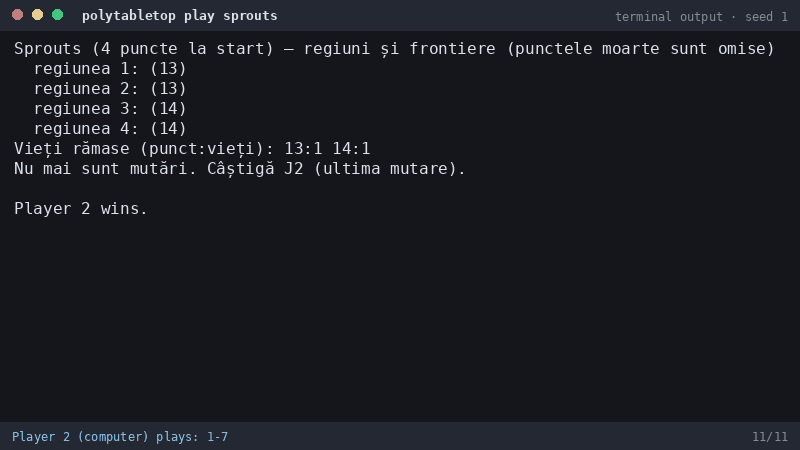 polytabletop play sprouts
terminal output · seed 1
Sprouts (4 puncte la start) — regiuni și frontiere (punctele moarte sunt omise)
  regiunea 1: (13)
  regiunea 2: (13)
  regiunea 3: (14)
  regiunea 4: (14)
Vieți rămase (punct:vieți): 13:1 14:1
Nu mai sunt mutări. Câștigă J2 (ultima mutare).
Player 2 wins.
Player 2 (computer) plays: 1-7
11/11